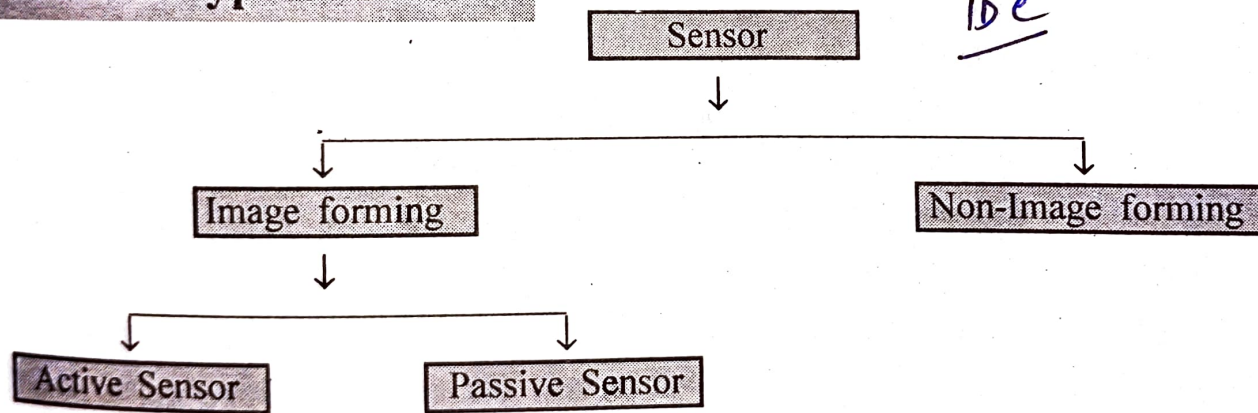 Sensor
Image forming
Non-Image forming
Active Sensor
Passive Sensor